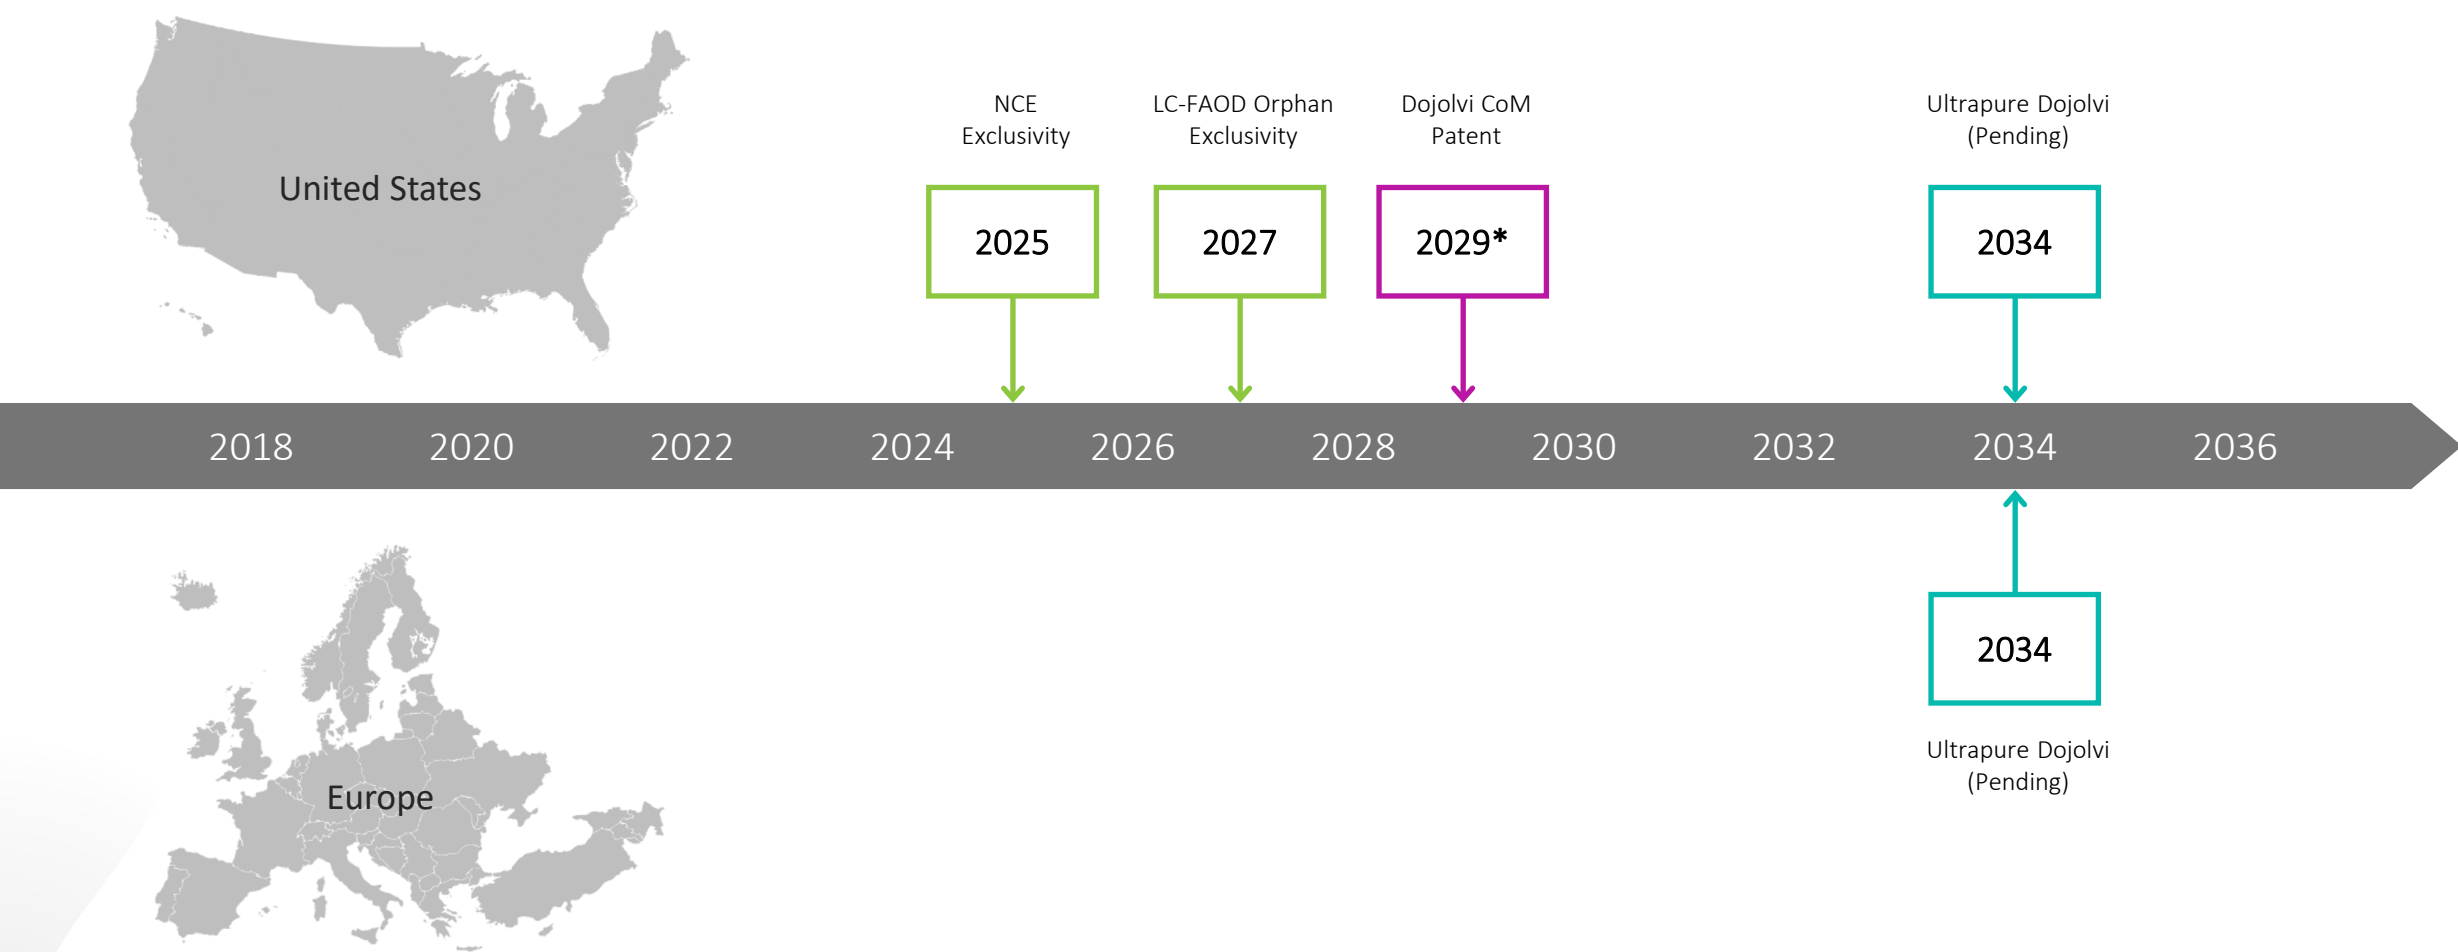 United States
NCE
Exclusivity
2025
LC-FAOD Orphan
Exclusivity
2027
Dojolvi CoM
Patent
2029*
Ultrapure Dojolvi
(Pending)
2034
2018 2020 2022 2024 2026 2028 2030 2032 2034 2036
Europe
2034
Ultrapure Dojolvi
(Pending)